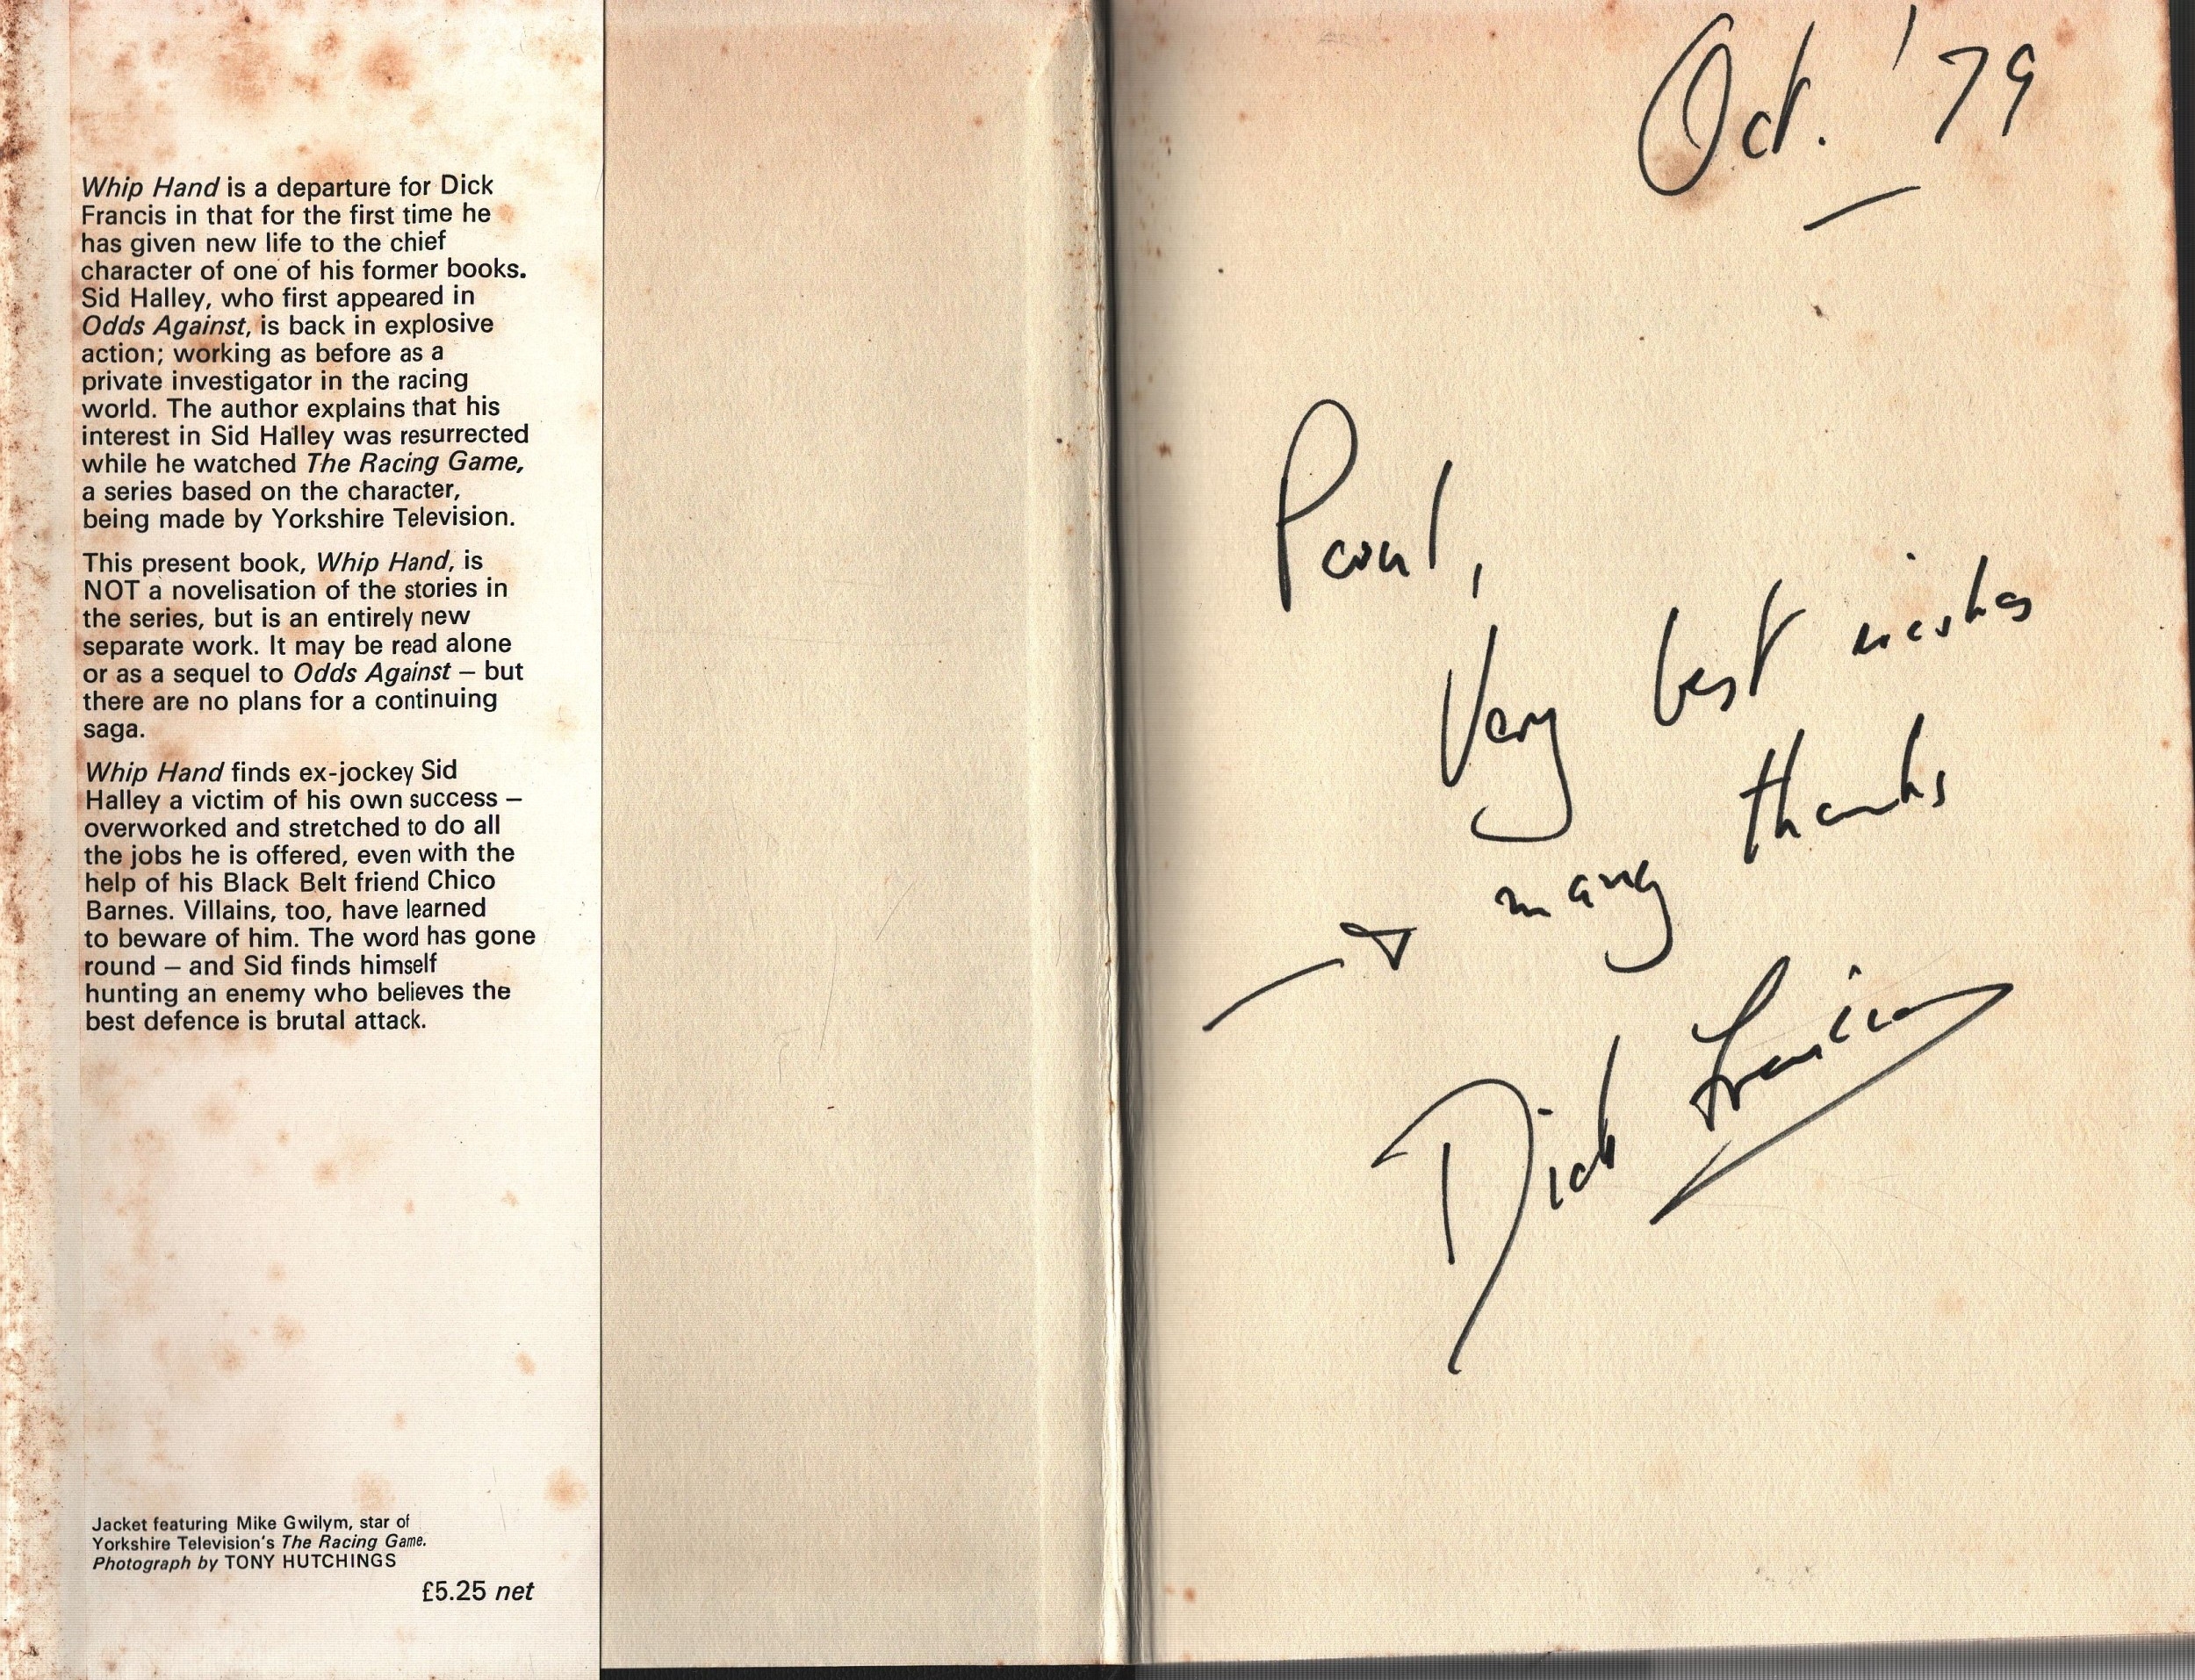 Whip Hand is a departure for Dick
Francis in that for the first time he
has given new life to the chief
character of one of his former books.
Sid Halley, who first appeared in
Odds Against, is back in explosive
action; working as before as a
private investigator in the racing
world. The author explains that his
interest in Sid Halley was resurrected
while he watched The Racing Game,
a series based on the character,
being made by Yorkshire Television.
This present book, Whip Hand, is
NOT a novelisation of the stories in
the series, but is an entirely new
separate work. It may be read alone
or as a sequel to Odds Against – but
there are no plans for a continuing
saga.
Whip Hand finds ex-jockey Sid
Halley a victim of his own success –
overworked and stretched to do all
the jobs he is offered, even with the
help of his Black Belt friend Chico
Barnes. Villains, too, have learned
to beware of him. The word has gone
round – and Sid finds himself
hunting an enemy who believes the
best defence is brutal attack.
Jacket featuring Mike Gwilym, star of
Yorkshire Television's The Racing Game.
Photograph by TONY HUTCHINGS
£5.25 net
Oct. '79
Paul,
Very best wishes
& many thanks
Dick Francis